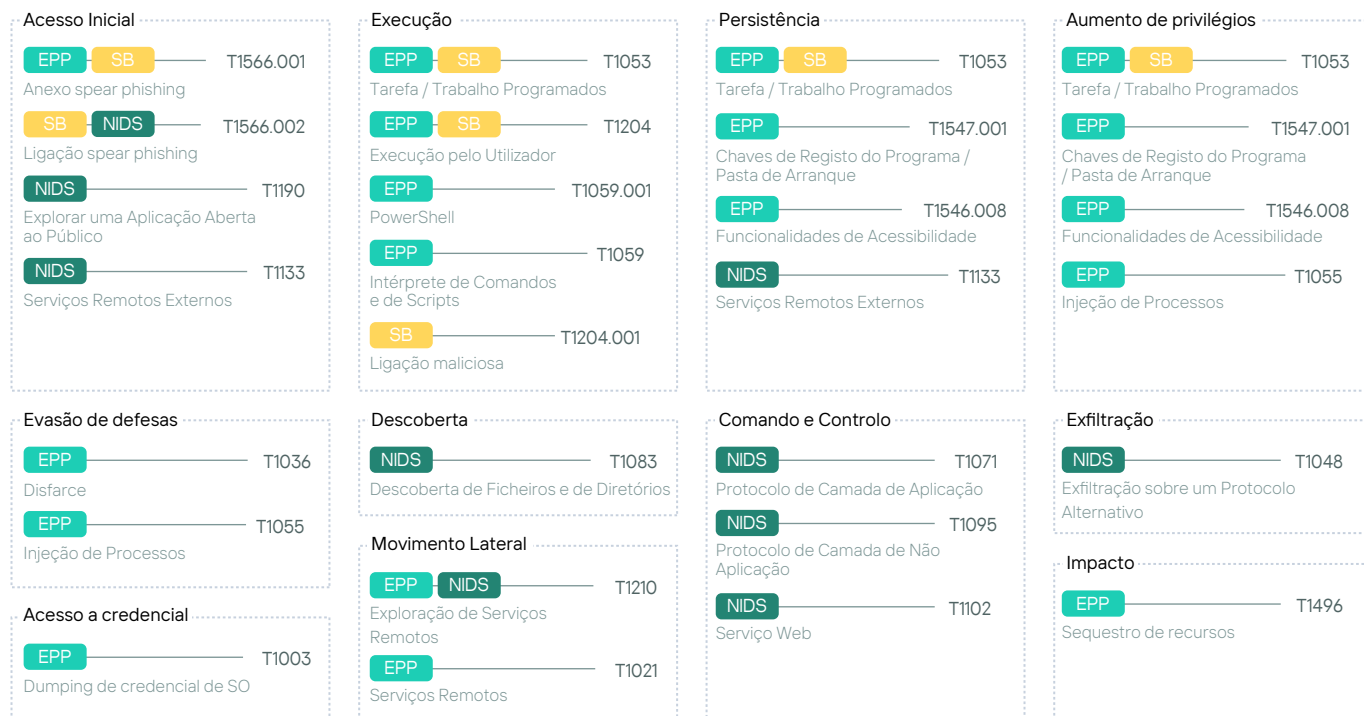 Acesso Inicial
EPP SB T1566.001
Anexo spear phishing
SB NIDS T1566.002
Ligação spear phishing
NIDS T1190
Explorar uma Aplicação Aberta
ao Público
NIDS T1133
Serviços Remotos Externos
Execução
EPP SB T1053
Tarefa / Trabalho Programados
EPP SB T1204
Execução pelo Utilizador
EPP T1059.001
PowerShell
EPP T1059
Intérprete de Comandos
e de Scripts
SB T1204.001
Ligação maliciosa
Persistência
EPP SB T1053
Tarefa / Trabalho Programados
EPP T1547.001
Chaves de Registo do Programa /
Pasta de Arranque
EPP T1546.008
Funcionalidades de Acessibilidade
NIDS T1133
Serviços Remotos Externos
Aumento de privilégios
EPP SB T1053
Tarefa / Trabalho Programados
EPP T1547.001
Chaves de Registo do Programa
/ Pasta de Arranque
EPP T1546.008
Funcionalidades de Acessibilidade
EPP T1055
Injeção de Processos
Evasão de defesas
EPP T1036
Disfarce
EPP T1055
Injeção de Processos
Acesso a credencial
EPP T1003
Dumping de credencial de SO
Descoberta
NIDS T1083
Descoberta de Ficheiros e de Diretórios
Movimento Lateral
EPP NIDS T1210
Exploração de Serviços
Remotos
EPP T1021
Serviços Remotos
Comando e Controlo
NIDS T1071
Protocolo de Camada de Aplicação
NIDS T1095
Protocolo de Camada de Não
Aplicação
NIDS T1102
Serviço Web
Exfiltração
NIDS T1048
Exfiltração sobre um Protocolo
Alternativo
Impacto
EPP T1496
Sequestro de recursos